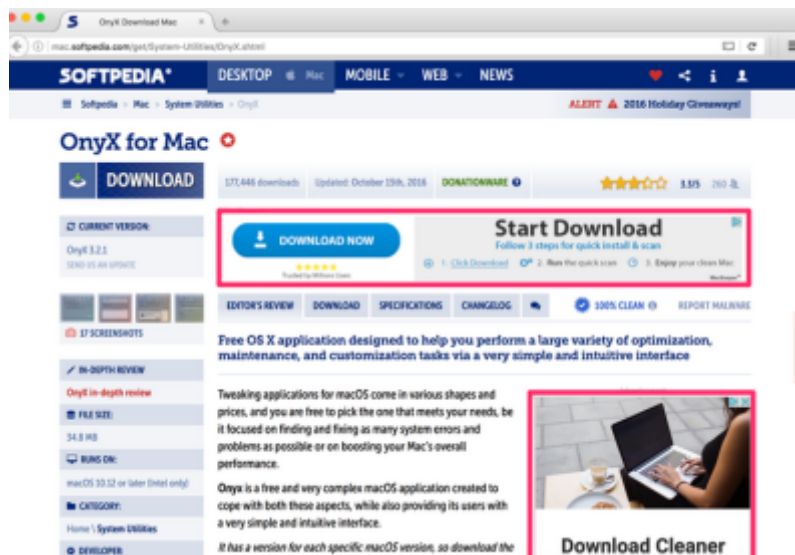 OnyX Download Mac
mac.softpedia.com/get/System-Utilities/OnyX.shtml
SOFTPEDIA®
DESKTOP Mac MOBILE WEB NEWS
Softpedia > Mac > System Utilities > OnyX
ALERT 2016 Holiday Giveaways!
OnyX for Mac
DOWNLOAD
177,446 downloads Updated: October 15th, 2016 DONATIONWARE
3.3/5 260
CURRENT VERSION:
OnyX 3.2.1
SEND US AN UPDATE
DOWNLOAD NOW
Trusted by Millions Users
Start Download
Follow 3 steps for quick install & scan
1. Click Download 2. Run the quick scan 3. Enjoy your clean Mac
17 SCREENSHOTS
EDITOR'S REVIEW DOWNLOAD SPECIFICATIONS CHANGELOG 100% CLEAN REPORT MALWARE
Free OS X application designed to help you perform a large variety of optimization,
maintenance, and customization tasks via a very simple and intuitive interface
IN-DEPTH REVIEW
OnyX in-depth review
FILE SIZE:
34.8 MB
RUNS ON:
macOS 10.12 or later (Intel only)
CATEGORY:
Home \ System Utilities
DEVELOPER
Tweaking applications for macOS come in various shapes and
prices, and you are free to pick the one that meets your needs, be
it focused on finding and fixing as many system errors and
problems as possible or on boosting your Mac's overall
performance.
Onyx is a free and very complex macOS application created to
cope with both these aspects, while also providing its users with
a very simple and intuitive interface.
It has a version for each specific macOS version, so download the
Download Cleaner